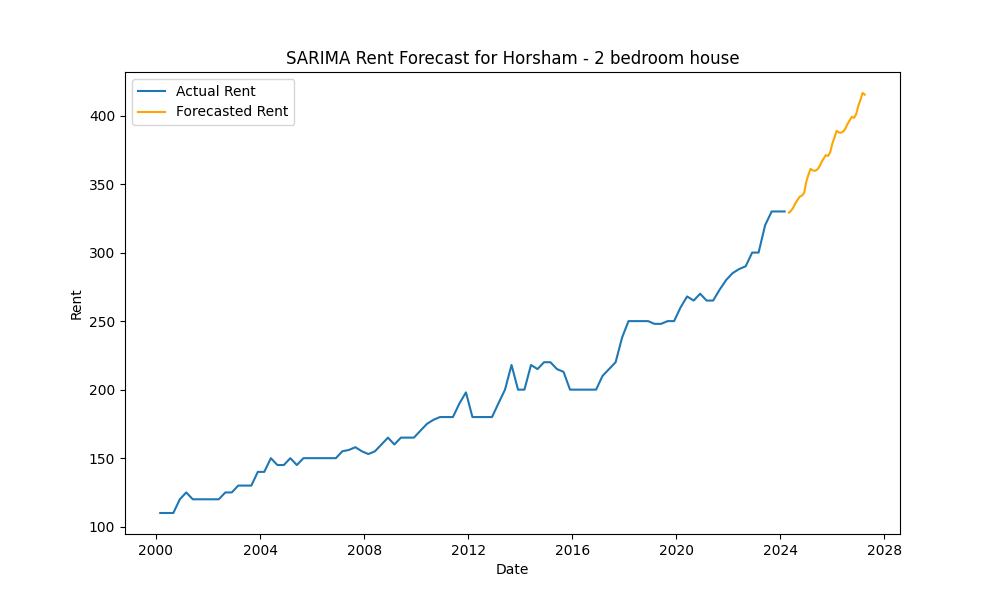 SARIMA Rent Forecast for Horsham - 2 bedroom house
Actual Rent
Forecasted Rent
400
350
300
250
200
150
100
Rent
2000 2004 2008 2012 2016 2020 2024 2028
Date